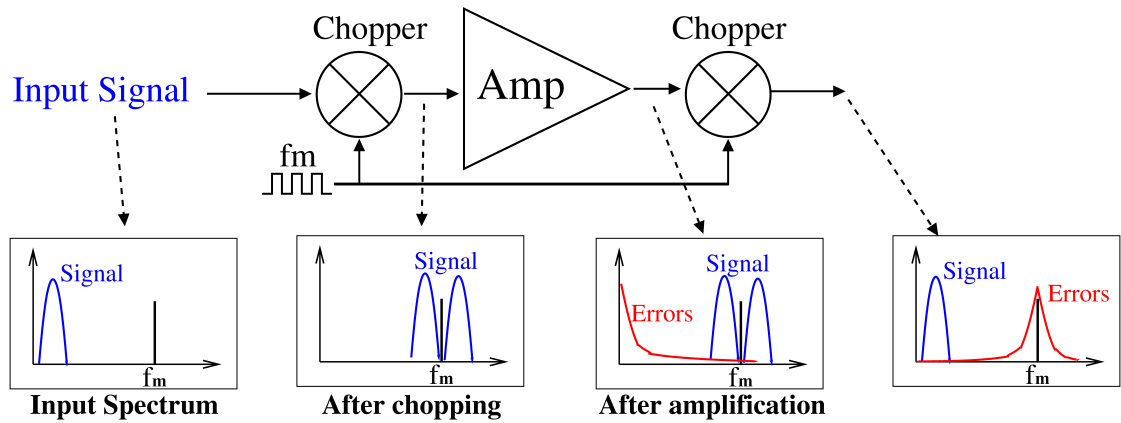 Chopper
Chopper
Input Signal
Amp
fm
Signal
fm
Input Spectrum
Signal
fm
After chopping
Signal
Errors
fm
After amplification
Signal
Errors
fm